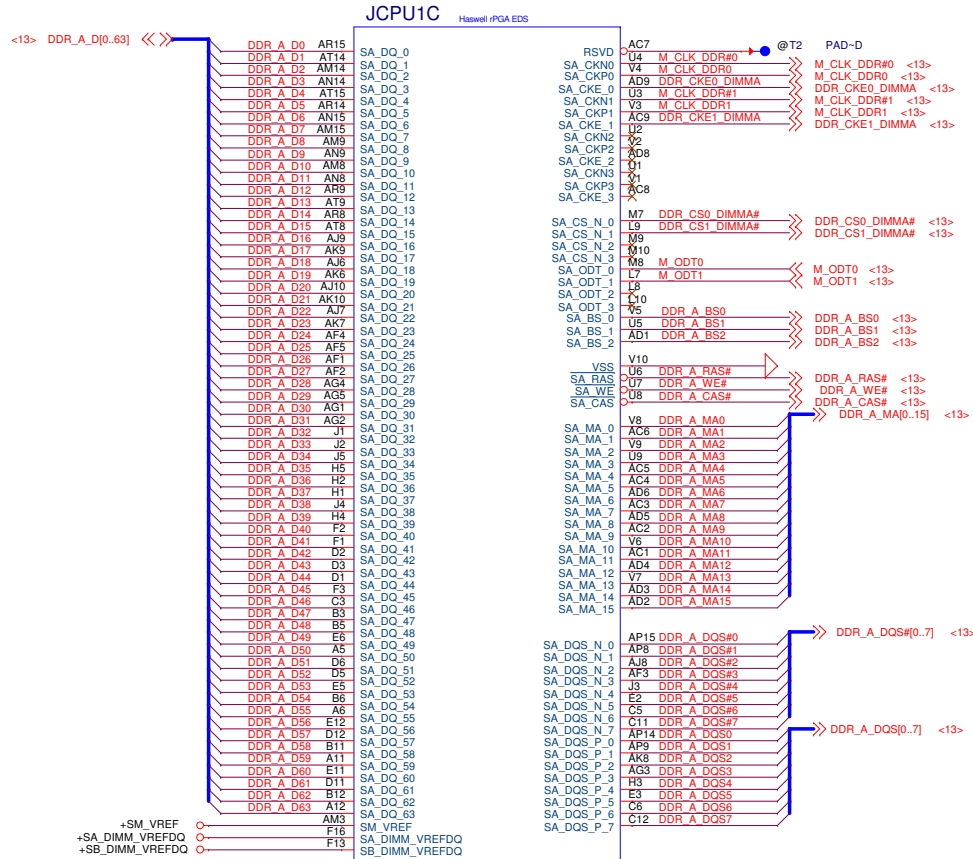 JCPU1C Haswell rPGA EDS
<13> DDR_A_D[0..63]
DDR_A_D0 AR15 SA_DQ_0
DDR_A_D1 AT14 SA_DQ_1
DDR_A_D2 AM14 SA_DQ_2
DDR_A_D3 AN14 SA_DQ_3
DDR_A_D4 AT15 SA_DQ_4
DDR_A_D5 AR14 SA_DQ_5
DDR_A_D6 AN15 SA_DQ_6
DDR_A_D7 AM15 SA_DQ_7
DDR_A_D8 AM9 SA_DQ_8
DDR_A_D9 AN9 SA_DQ_9
DDR_A_D10 AM8 SA_DQ_10
DDR_A_D11 AN8 SA_DQ_11
DDR_A_D12 AR9 SA_DQ_12
DDR_A_D13 AT9 SA_DQ_13
DDR_A_D14 AR8 SA_DQ_14
DDR_A_D15 AT8 SA_DQ_15
DDR_A_D16 AJ9 SA_DQ_16
DDR_A_D17 AK9 SA_DQ_17
DDR_A_D18 AJ6 SA_DQ_18
DDR_A_D19 AK6 SA_DQ_19
DDR_A_D20 AJ10 SA_DQ_20
DDR_A_D21 AK10 SA_DQ_21
DDR_A_D22 AJ7 SA_DQ_22
DDR_A_D23 AK7 SA_DQ_23
DDR_A_D24 AF4 SA_DQ_24
DDR_A_D25 AF5 SA_DQ_25
DDR_A_D26 AF1 SA_DQ_26
DDR_A_D27 AF2 SA_DQ_27
DDR_A_D28 AG4 SA_DQ_28
DDR_A_D29 AG5 SA_DQ_29
DDR_A_D30 AG1 SA_DQ_30
DDR_A_D31 AG2 SA_DQ_31
DDR_A_D32 J1 SA_DQ_32
DDR_A_D33 J2 SA_DQ_33
DDR_A_D34 J5 SA_DQ_34
DDR_A_D35 H5 SA_DQ_35
DDR_A_D36 H2 SA_DQ_36
DDR_A_D37 H1 SA_DQ_37
DDR_A_D38 J4 SA_DQ_38
DDR_A_D39 H4 SA_DQ_39
DDR_A_D40 F2 SA_DQ_40
DDR_A_D41 F1 SA_DQ_41
DDR_A_D42 D2 SA_DQ_42
DDR_A_D43 D3 SA_DQ_43
DDR_A_D44 D1 SA_DQ_44
DDR_A_D45 F3 SA_DQ_45
DDR_A_D46 C3 SA_DQ_46
DDR_A_D47 B3 SA_DQ_47
DDR_A_D48 B5 SA_DQ_48
DDR_A_D49 E6 SA_DQ_49
DDR_A_D50 A5 SA_DQ_50
DDR_A_D51 D6 SA_DQ_51
DDR_A_D52 D5 SA_DQ_52
DDR_A_D53 E5 SA_DQ_53
DDR_A_D54 B6 SA_DQ_54
DDR_A_D55 A6 SA_DQ_55
DDR_A_D56 E12 SA_DQ_56
DDR_A_D57 D12 SA_DQ_57
DDR_A_D58 B11 SA_DQ_58
DDR_A_D59 A11 SA_DQ_59
DDR_A_D60 E11 SA_DQ_60
DDR_A_D61 D11 SA_DQ_61
DDR_A_D62 B12 SA_DQ_62
DDR_A_D63 A12 SA_DQ_63
+SM_VREF AM3 SM_VREF
+SA_DIMM_VREFDQ F16 SA_DIMM_VREFDQ
+SB_DIMM_VREFDQ F13 SB_DIMM_VREFDQ
RSVD AC7 @T2 PAD~D
SA_CKN0 U4 M_CLK_DDR#0 M_CLK_DDR#0 <13>
SA_CKP0 V4 M_CLK_DDR0 M_CLK_DDR0 <13>
SA_CKE_0 AD9 DDR_CKE0_DIMMA DDR_CKE0_DIMMA <13>
SA_CKN1 U3 M_CLK_DDR#1 M_CLK_DDR#1 <13>
SA_CKP1 V3 M_CLK_DDR1 M_CLK_DDR1 <13>
SA_CKE_1 AC9 DDR_CKE1_DIMMA DDR_CKE1_DIMMA <13>
SA_CKN2 U2
SA_CKP2 V2
SA_CKE_2 AD8
SA_CKN3 U1
SA_CKP3 V1
SA_CKE_3 AC8
SA_CS_N_0 M7 DDR_CS0_DIMMA# DDR_CS0_DIMMA# <13>
SA_CS_N_1 L9 DDR_CS1_DIMMA# DDR_CS1_DIMMA# <13>
SA_CS_N_2 M9
SA_CS_N_3 M10
SA_ODT_0 M8 M_ODT0 M_ODT0 <13>
SA_ODT_1 L7 M_ODT1 M_ODT1 <13>
SA_ODT_2 L8
SA_ODT_3 L10
SA_BS_0 V5 DDR_A_BS0 DDR_A_BS0 <13>
SA_BS_1 U5 DDR_A_BS1 DDR_A_BS1 <13>
SA_BS_2 AD1 DDR_A_BS2 DDR_A_BS2 <13>
VSS V10
SA_RAS U6 DDR_A_RAS# DDR_A_RAS# <13>
SA_WE U7 DDR_A_WE# DDR_A_WE# <13>
SA_CAS U8 DDR_A_CAS# DDR_A_CAS# <13>
DDR_A_MA[0..15] <13>
SA_MA_0 V8 DDR_A_MA0
SA_MA_1 AC6 DDR_A_MA1
SA_MA_2 V9 DDR_A_MA2
SA_MA_3 U9 DDR_A_MA3
SA_MA_4 AC5 DDR_A_MA4
SA_MA_5 AC4 DDR_A_MA5
SA_MA_6 AD6 DDR_A_MA6
SA_MA_7 AC3 DDR_A_MA7
SA_MA_8 AD5 DDR_A_MA8
SA_MA_9 AC2 DDR_A_MA9
SA_MA_10 V6 DDR_A_MA10
SA_MA_11 AC1 DDR_A_MA11
SA_MA_12 AD4 DDR_A_MA12
SA_MA_13 V7 DDR_A_MA13
SA_MA_14 AD3 DDR_A_MA14
SA_MA_15 AD2 DDR_A_MA15
DDR_A_DQS#[0..7] <13>
SA_DQS_N_0 AP15 DDR_A_DQS#0
SA_DQS_N_1 AP8 DDR_A_DQS#1
SA_DQS_N_2 AJ8 DDR_A_DQS#2
SA_DQS_N_3 AF3 DDR_A_DQS#3
SA_DQS_N_4 J3 DDR_A_DQS#4
SA_DQS_N_5 E2 DDR_A_DQS#5
SA_DQS_N_6 C5 DDR_A_DQS#6
SA_DQS_N_7 C11 DDR_A_DQS#7
DDR_A_DQS[0..7] <13>
SA_DQS_P_0 AP14 DDR_A_DQS0
SA_DQS_P_1 AP9 DDR_A_DQS1
SA_DQS_P_2 AK8 DDR_A_DQS2
SA_DQS_P_3 AG3 DDR_A_DQS3
SA_DQS_P_4 H3 DDR_A_DQS4
SA_DQS_P_5 E3 DDR_A_DQS5
SA_DQS_P_6 C6 DDR_A_DQS6
SA_DQS_P_7 C12 DDR_A_DQS7